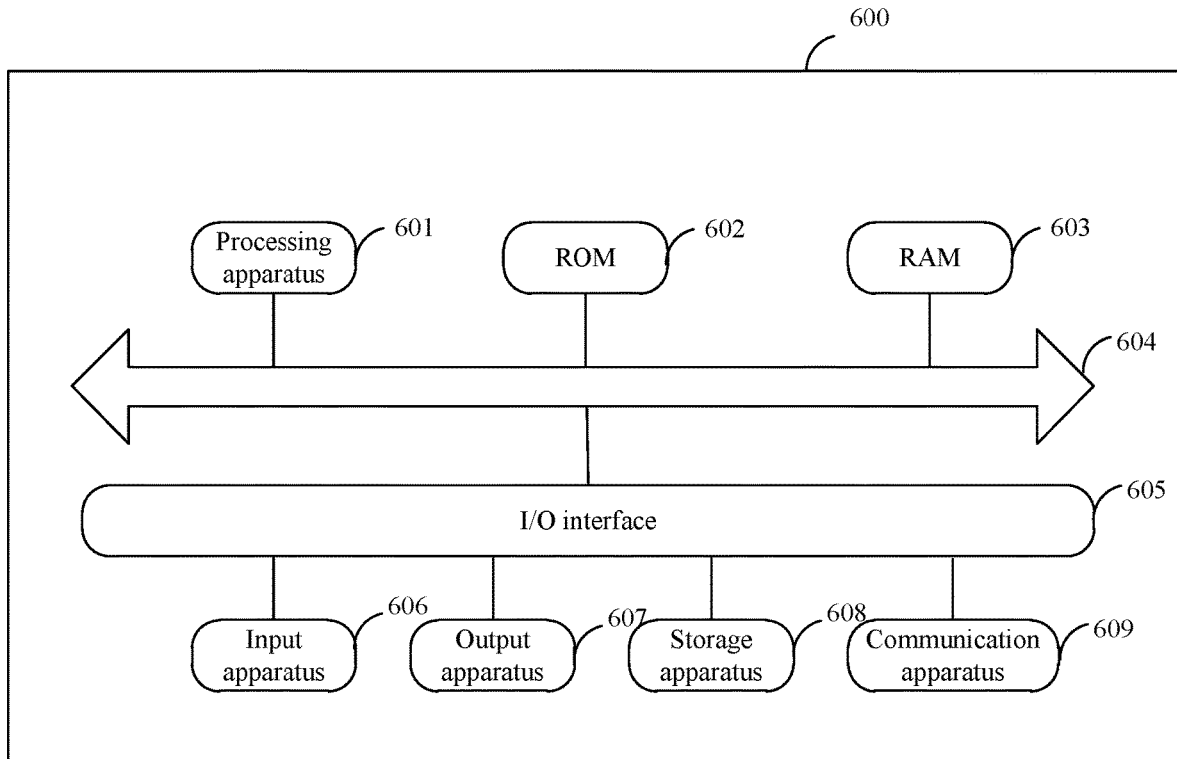 600
Processing
apparatus
601
ROM
602
RAM
603
604
I/O interface
605
Input
apparatus
606
Output
apparatus
607
Storage
apparatus
608
Communication
apparatus
609